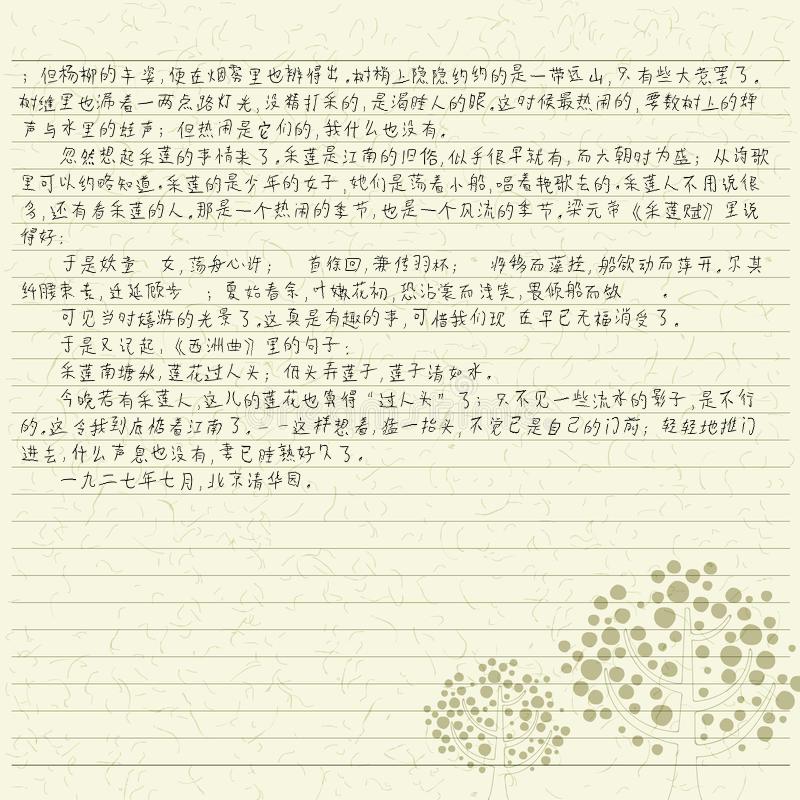 ；但杨柳的丰姿，便在烟雾里也辨得出。树梢上隐隐约约的是一带远山，只有些大意罢了。
树缝里也漏着一两点路灯光，没精打采的，是渴睡人的眼。这时候最热闹的，要数树上的蝉
声与水里的蛙声；但热闹是它们的，我什么也没有。
忽然想起采莲的事情来了。采莲是江南的旧俗，似乎很早就有，而六朝时为盛；从诗歌
里可以约略知道。采莲的是少年的女子，她们是荡着小船，唱着艳歌去的。采莲人不用说很
多，还有看采莲的人。那是一个热闹的季节，也是一个风流的季节。梁元帝《采莲赋》里说
得好：
于是妖童 女，荡舟心许； 首徐回，兼传羽杯； 将移而藻挂，船欲动而萍开。尔其
纤腰束素，迁延顾步 ；夏始春余，叶嫩花初，恐沾裳而浅笑，畏倾船而敛 。
可见当时嬉游的光景了。这真是有趣的事，可惜我们现 在早已无福消受了。
于是又记起，《西洲曲》里的句子：
采莲南塘秋，莲花过人头；低头弄莲子，莲子清如水。
今晚若有采莲人，这儿的莲花也算得“过人头”了；只不见一些流水的影子，是不行
的。这令我到底惦着江南了。--这样想着，猛一抬头，不觉已是自己的门前；轻轻地推门
进去，什么声息也没有，妻已睡熟好久了。
一九二七年七月，北京清华园。